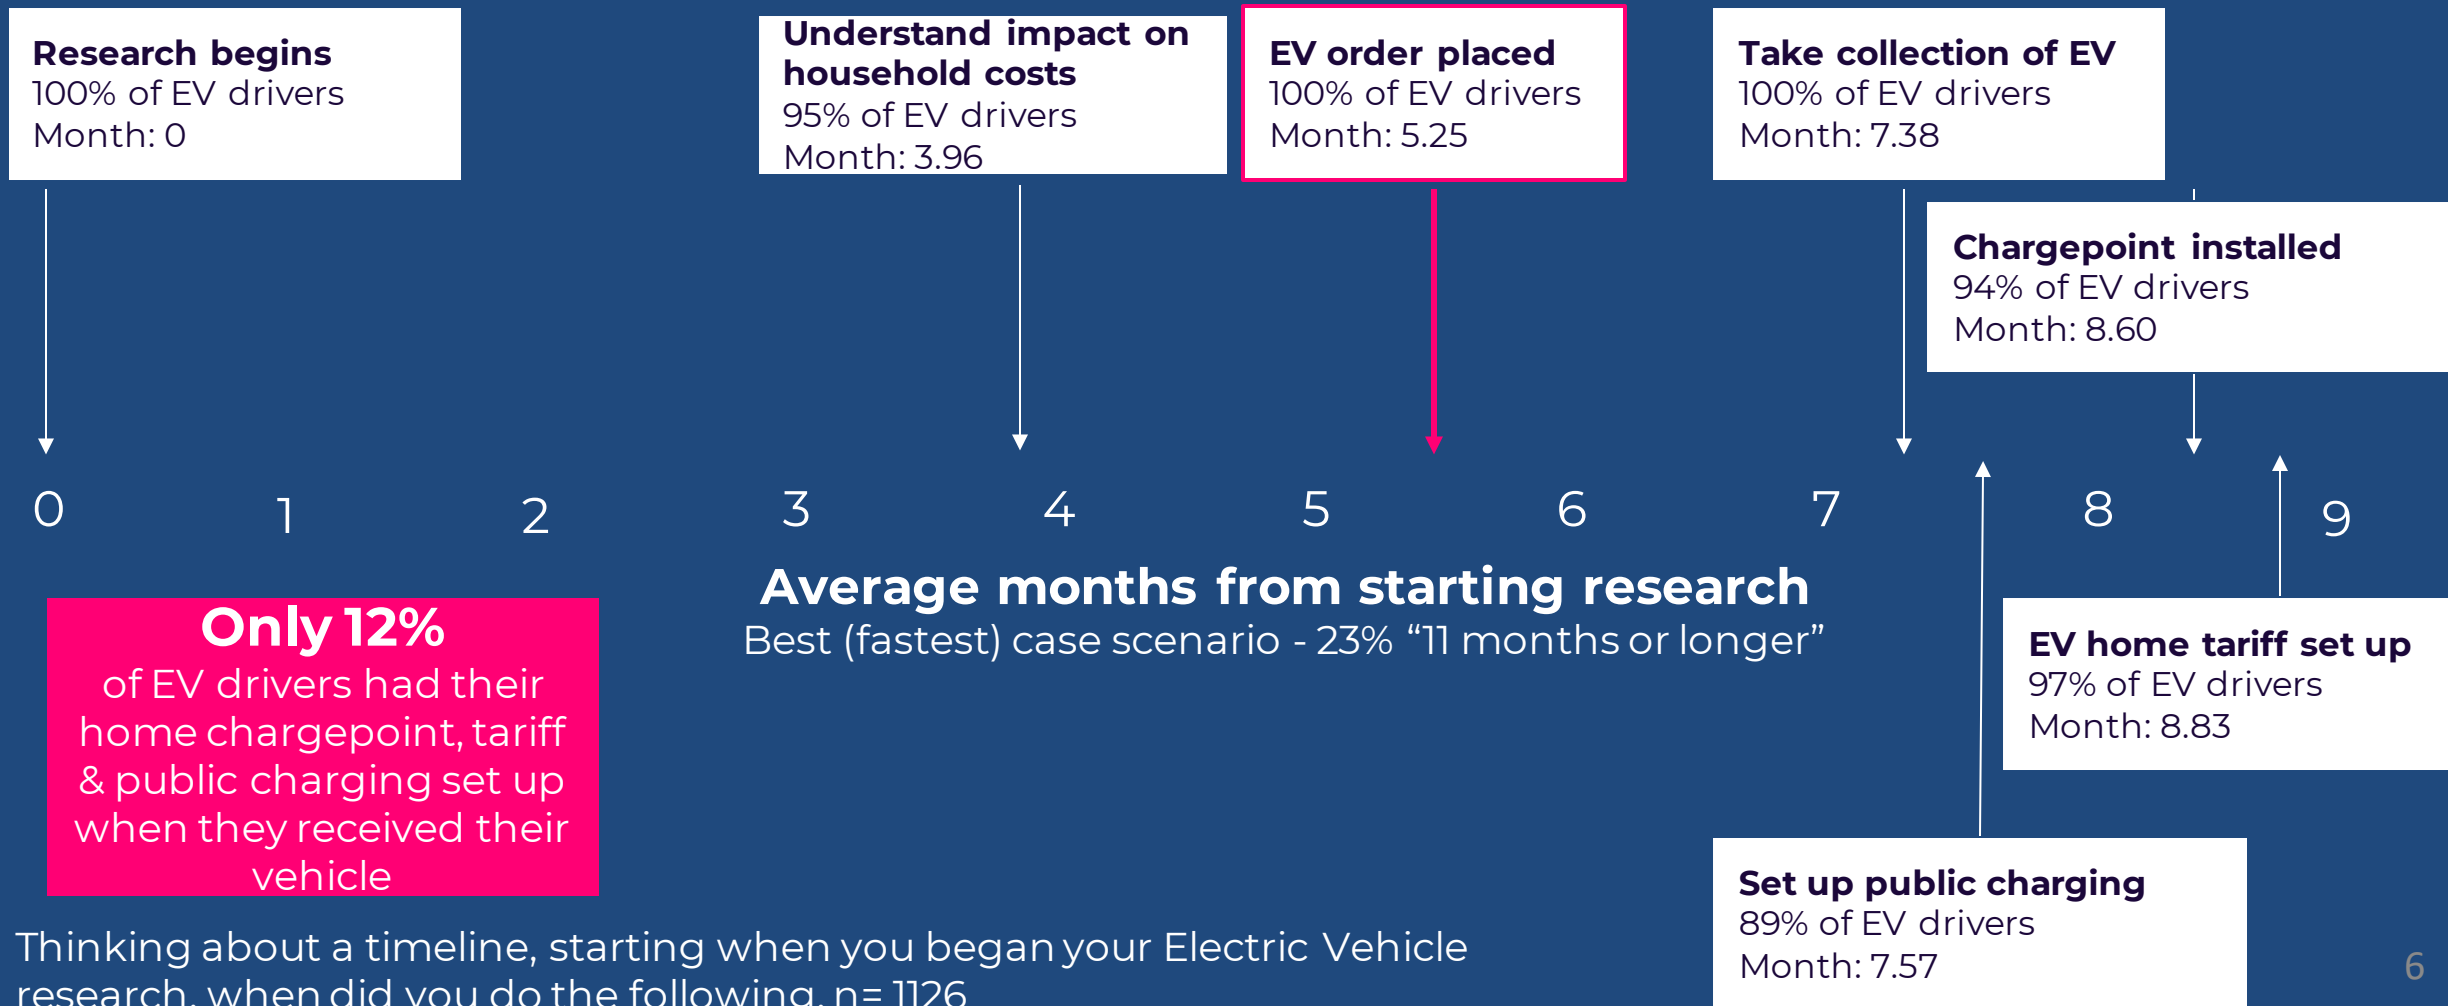 Research begins
100% of EV drivers
Month: 0
Understand impact on
household costs
95% of EV drivers
Month: 3.96
EV order placed
100% of EV drivers
Month: 5.25
Take collection of EV
100% of EV drivers
Month: 7.38
Chargepoint installed
94% of EV drivers
Month: 8.60
0 1 2 3 4 5 6 7 8 9
Average months from starting research
Best (fastest) case scenario - 23% “11 months or longer”
Only 12%
of EV drivers had their
home chargepoint, tariff
& public charging set up
when they received their
vehicle
EV home tariff set up
97% of EV drivers
Month: 8.83
Set up public charging
89% of EV drivers
Month: 7.57
Thinking about a timeline, starting when you began your Electric Vehicle
research, when did you do the following. n= 1126
6